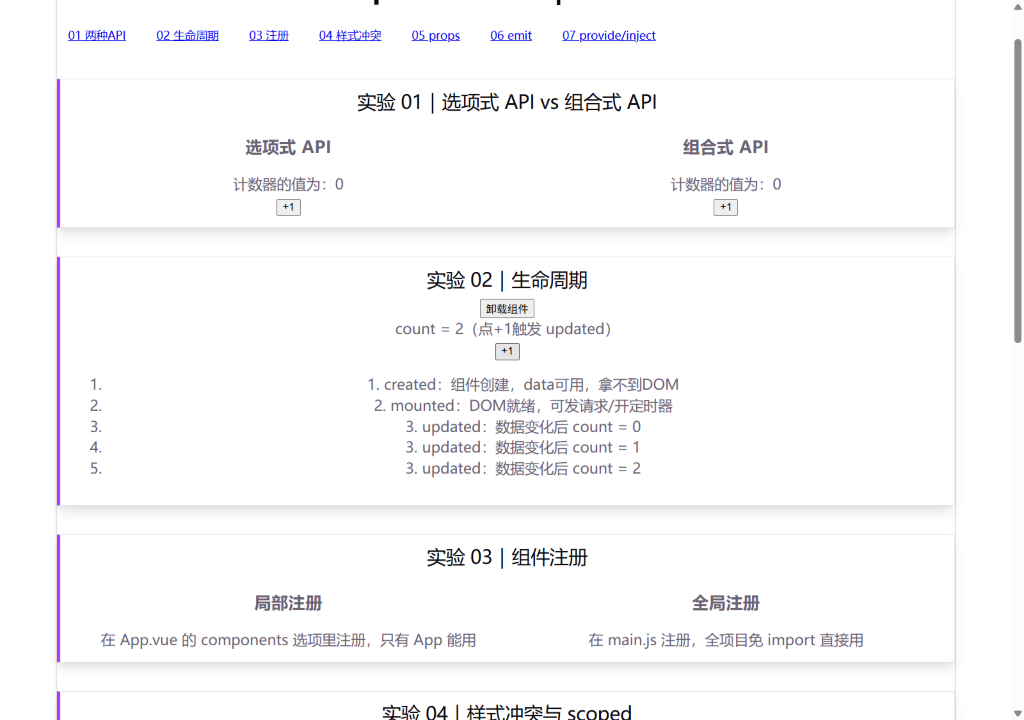 01 两种API 02 生命周期 03 注册 04 样式冲突 05 props 06 emit 07 provide/inject
实验 01｜选项式 API vs 组合式 API
选项式 API 组合式 API
计数器的值为：0 计数器的值为：0
+1 +1
实验 02｜生命周期
卸载组件
count = 2（点+1触发 updated）
+1
1. 1. created：组件创建，data可用，拿不到DOM
2. 2. mounted：DOM就绪，可发请求/开定时器
3. 3. updated：数据变化后 count = 0
4. 3. updated：数据变化后 count = 1
5. 3. updated：数据变化后 count = 2
实验 03｜组件注册
局部注册 全局注册
在 App.vue 的 components 选项里注册，只有 App 能用 在 main.js 注册，全项目免 import 直接用
实验 04｜样式冲突与 scoped